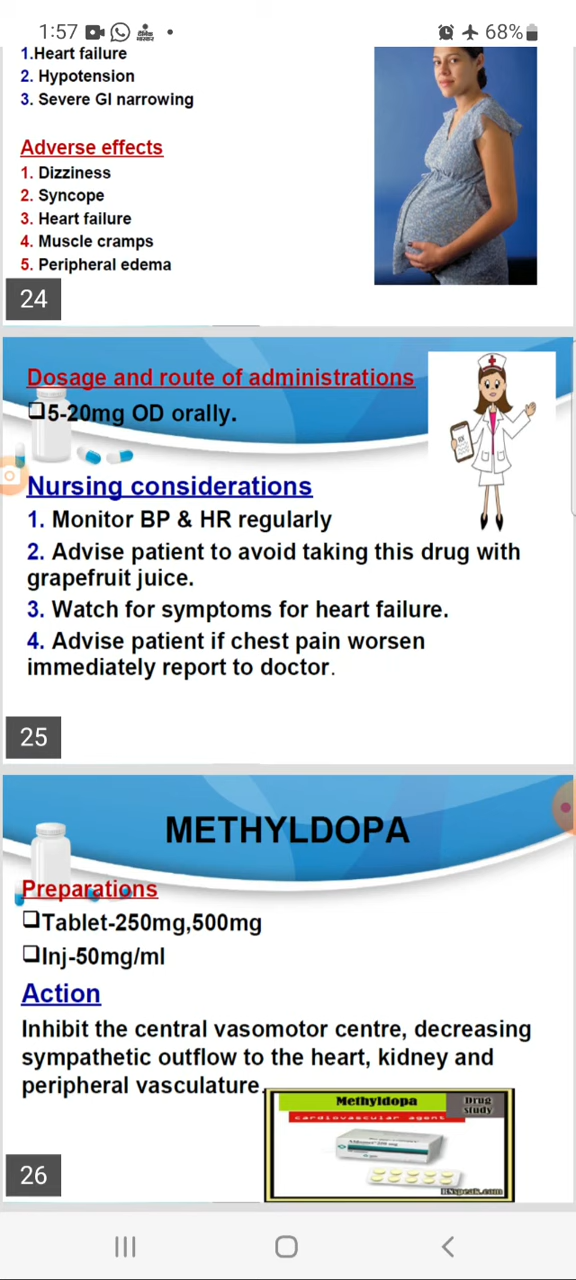 1:57
68%
1.Heart failure
2. Hypotension
3. Severe GI narrowing
Adverse effects
1. Dizziness
2. Syncope
3. Heart failure
4. Muscle cramps
5. Peripheral edema
24
Dosage and route of administrations
5-20mg OD orally.
Nursing considerations
1. Monitor BP & HR regularly
2. Advise patient to avoid taking this drug with
grapefruit juice.
3. Watch for symptoms for heart failure.
4. Advise patient if chest pain worsen
immediately report to doctor.
25
METHYLDOPA
Preparations
Tablet-250mg,500mg
Inj-50mg/ml
Action
Inhibit the central vasomotor centre, decreasing
sympathetic outflow to the heart, kidney and
peripheral vasculature.
Methyldopa
Drug
study
cardiovascular agent
RNspeak.com
26